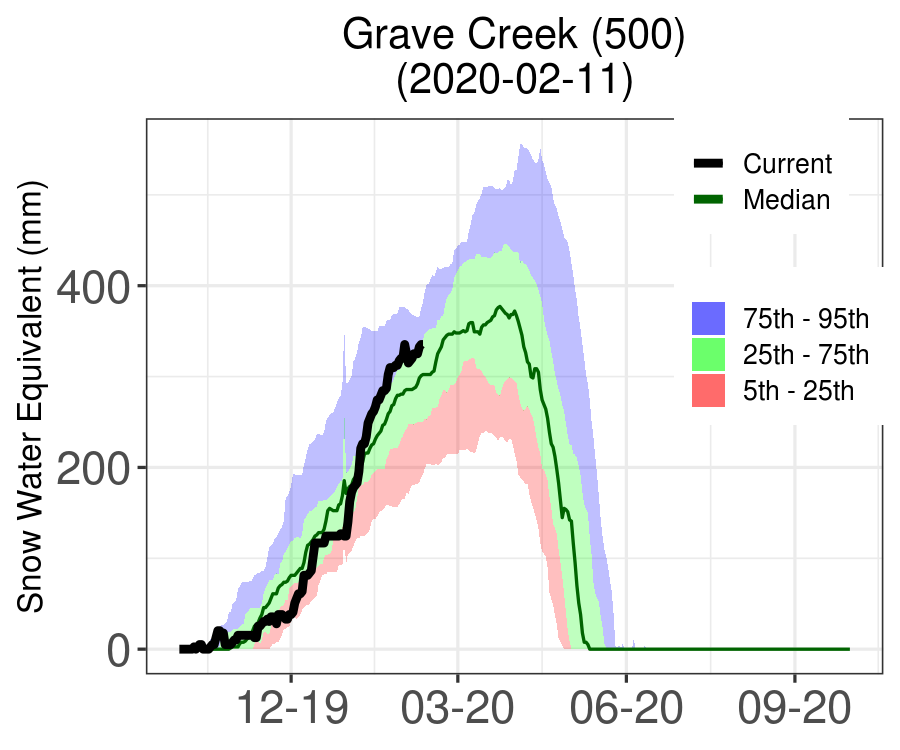 Grave Creek (500)
(2020-02-11)
Snow Water Equivalent (mm)
400
200
0
12-19
03-20
06-20
09-20
Current
Median
75th - 95th
25th - 75th
5th - 25th